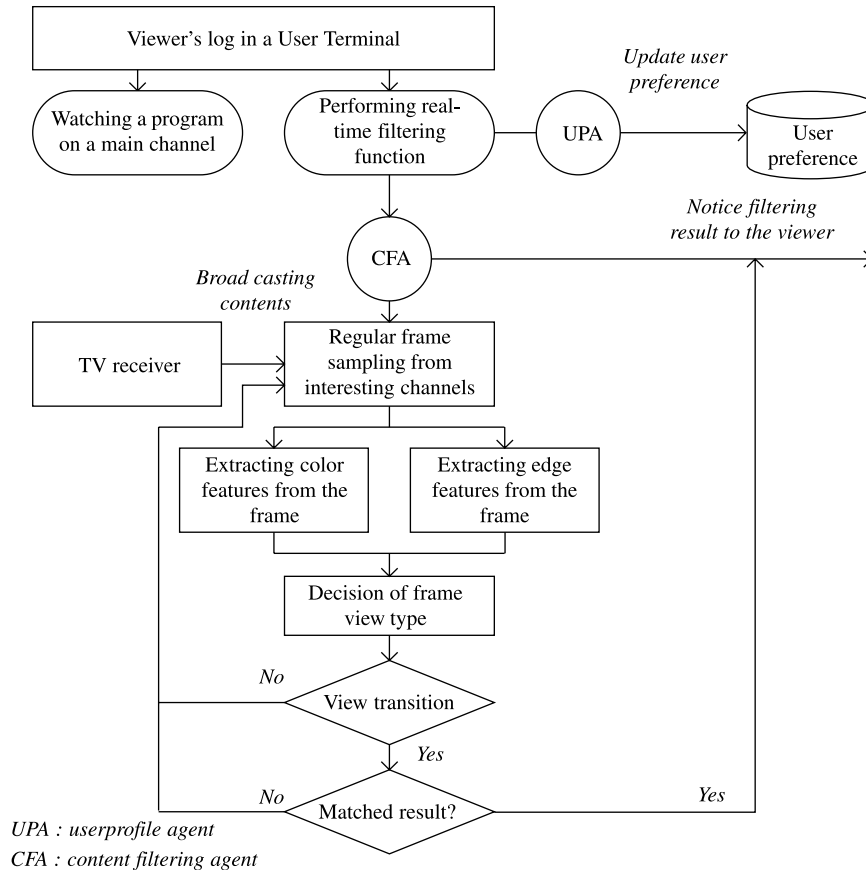 Viewer's log in a User Terminal
Update user
preference
Watching a program
on a main channel
Performing real-
time filtering
function
UPA
User
preference
Notice filtering
result to the viewer
CFA
Broad casting
contents
TV receiver
Regular frame
sampling from
interesting channels
Extracting color
features from the
frame
Extracting edge
features from the
frame
Decision of frame
view type
No
View transition
Yes
No
Matched result?
Yes
UPA : userprofile agent
CFA : content filtering agent